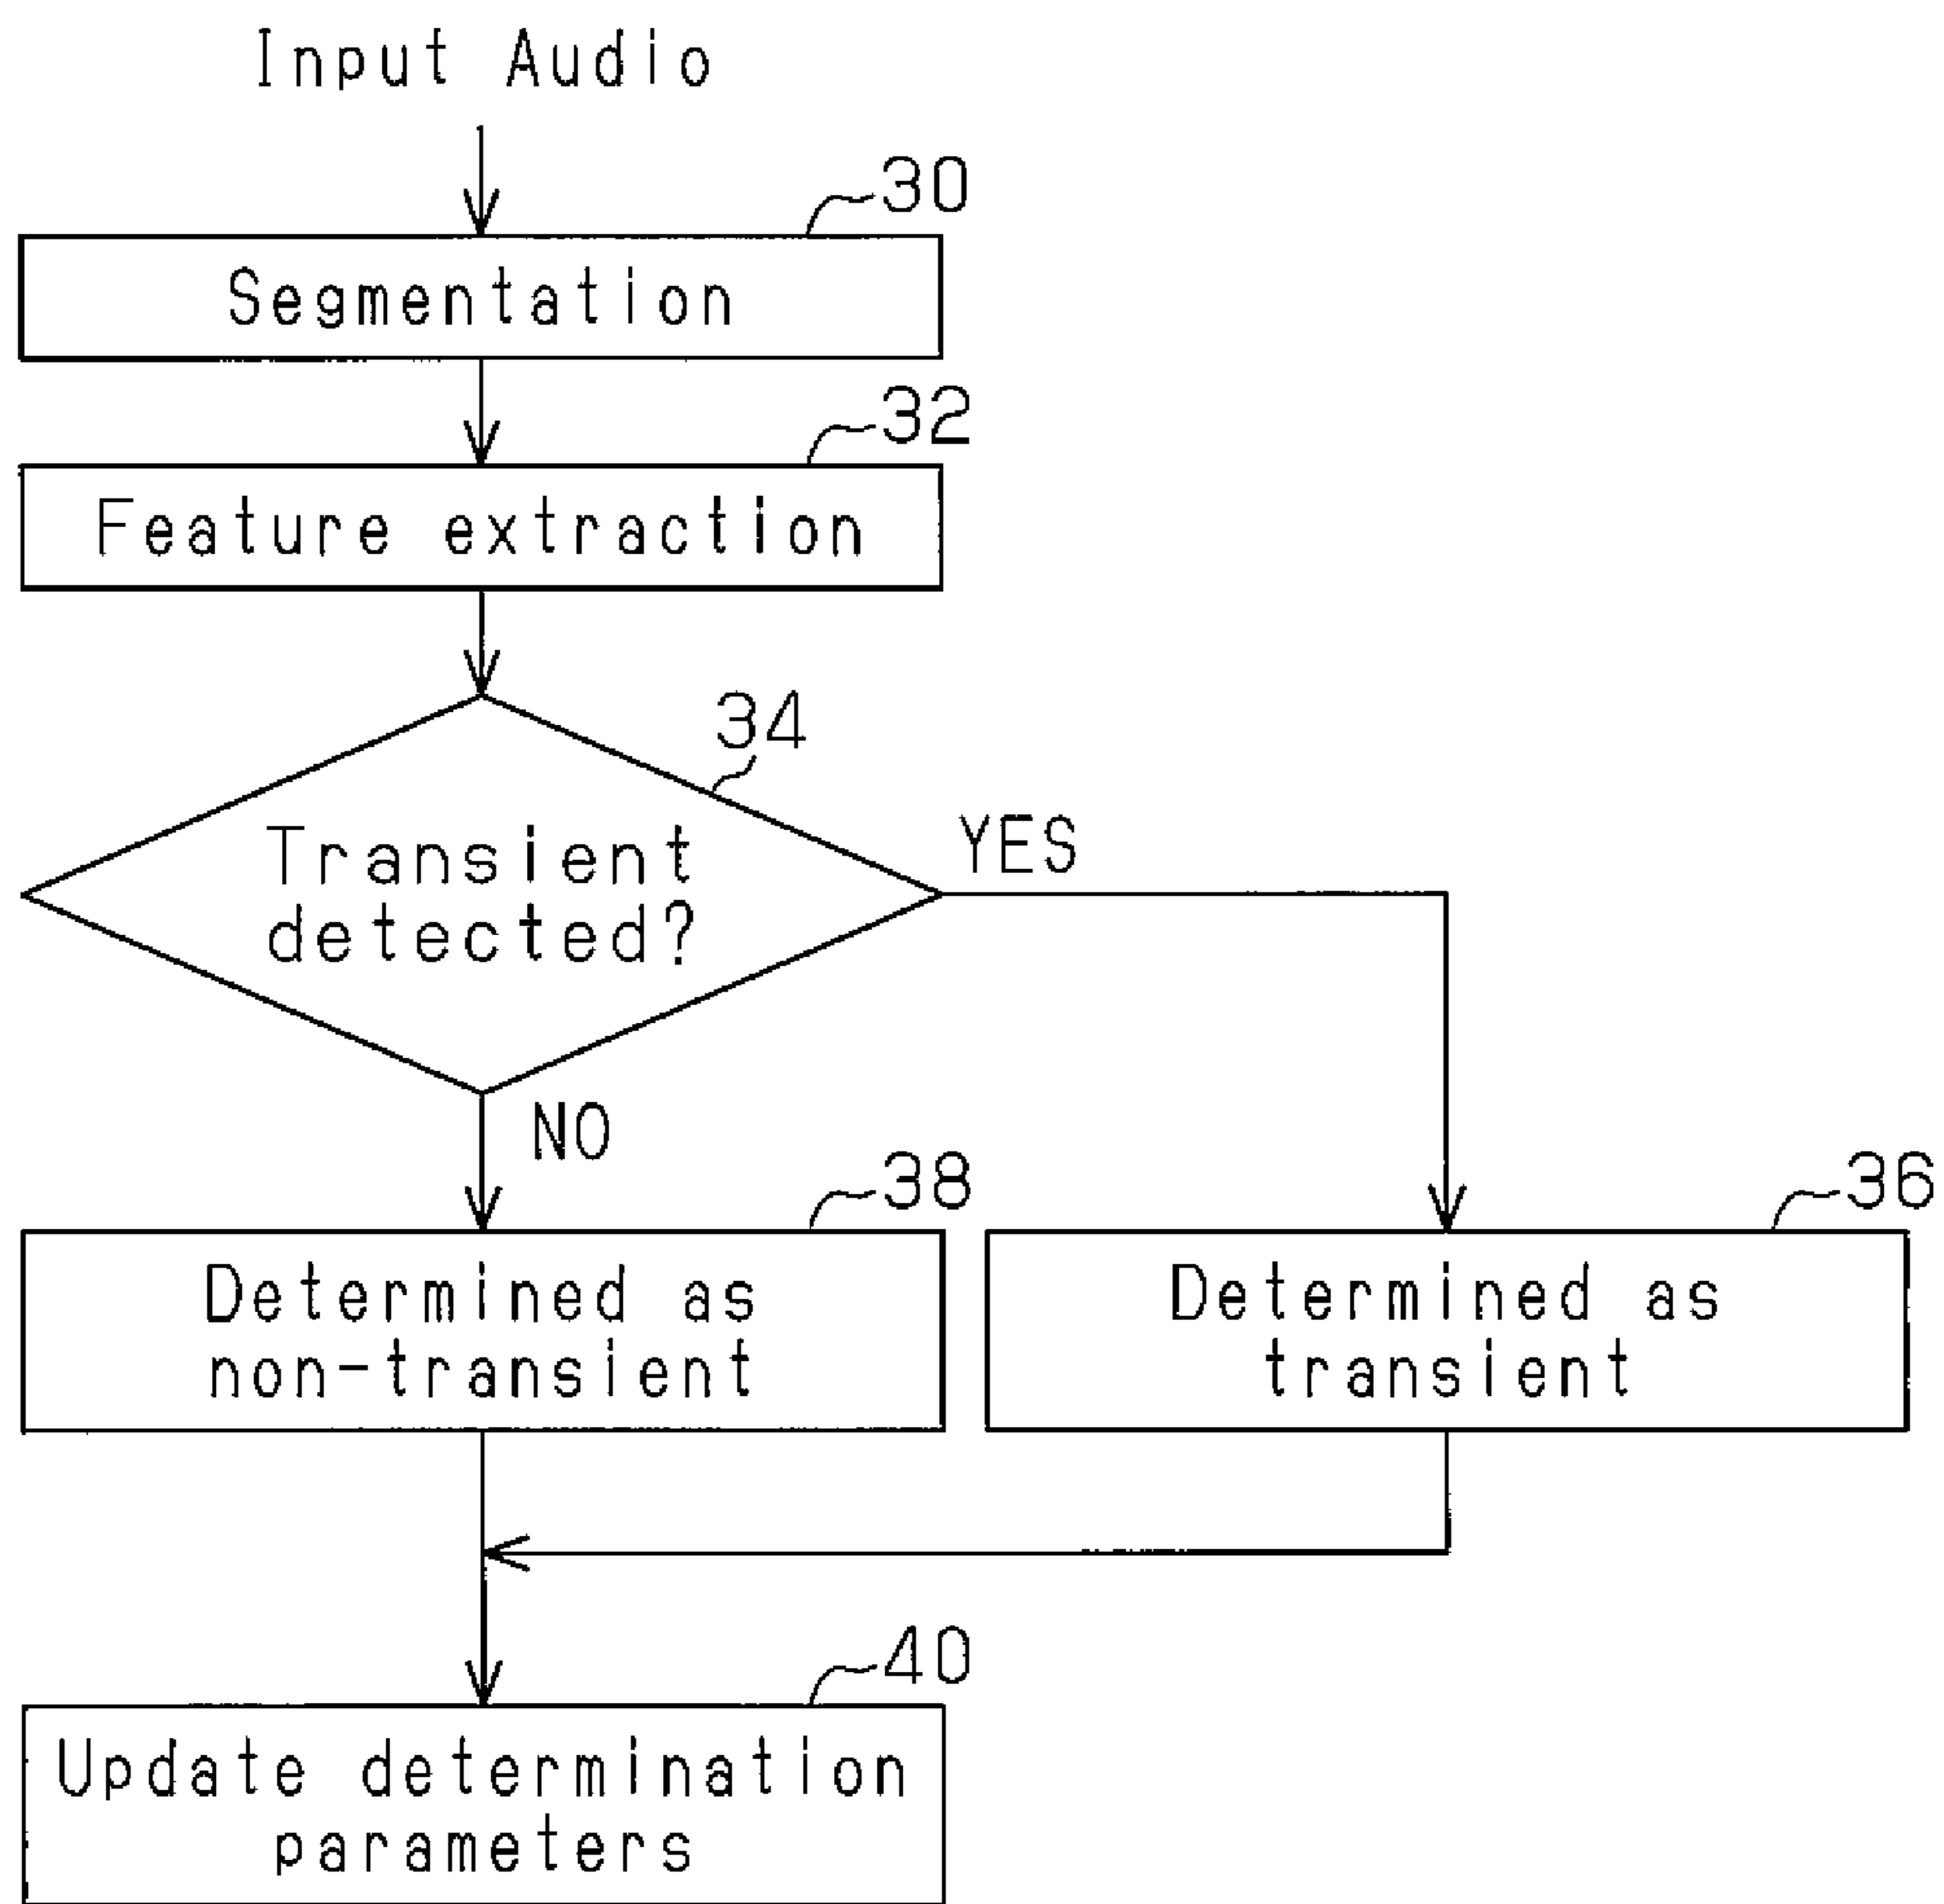 Input Audio
30
Segmentation
32
Feature extraction
34
Transient
detected?
YES
NO
38
Determined as
non-transient
36
Determined as
transient
40
Update determination
parameters